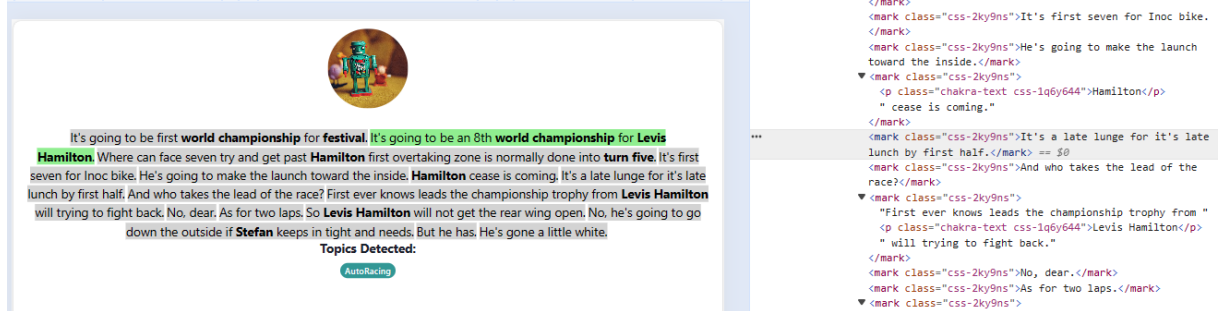 It's going to be first world championship for festival. It's going to be an 8th world championship for Levis
Hamilton. Where can face seven try and get past Hamilton first overtaking zone is normally done into turn five. It's first
seven for Inoc bike. He's going to make the launch toward the inside. Hamilton cease is coming. It's a late lunge for it's late
lunch by first half. And who takes the lead of the race? First ever knows leads the championship trophy from Levis Hamilton
will trying to fight back. No, dear. As for two laps. So Levis Hamilton will not get the rear wing open. No, he's going to go
down the outside if Stefan keeps in tight and needs. But he has. He's gone a little white.
Topics Detected:
AutoRacing
</mark>
<mark class="css-2ky9ns">It's first seven for Inoc bike.
</mark>
<mark class="css-2ky9ns">He's going to make the launch
toward the inside.</mark>
▼<mark class="css-2ky9ns">
<p class="chakra-text css-1q6y644">Hamilton</p>
" cease is coming."
</mark>
<mark class="css-2ky9ns">It's a late lunge for it's late
lunch by first half.</mark> == $0
<mark class="css-2ky9ns">And who takes the lead of the
race?</mark>
▼<mark class="css-2ky9ns">
"First ever knows leads the championship trophy from "
<p class="chakra-text css-1q6y644">Levis Hamilton</p>
" will trying to fight back."
</mark>
<mark class="css-2ky9ns">No, dear.</mark>
<mark class="css-2ky9ns">As for two laps.</mark>
▼<mark class="css-2ky9ns">